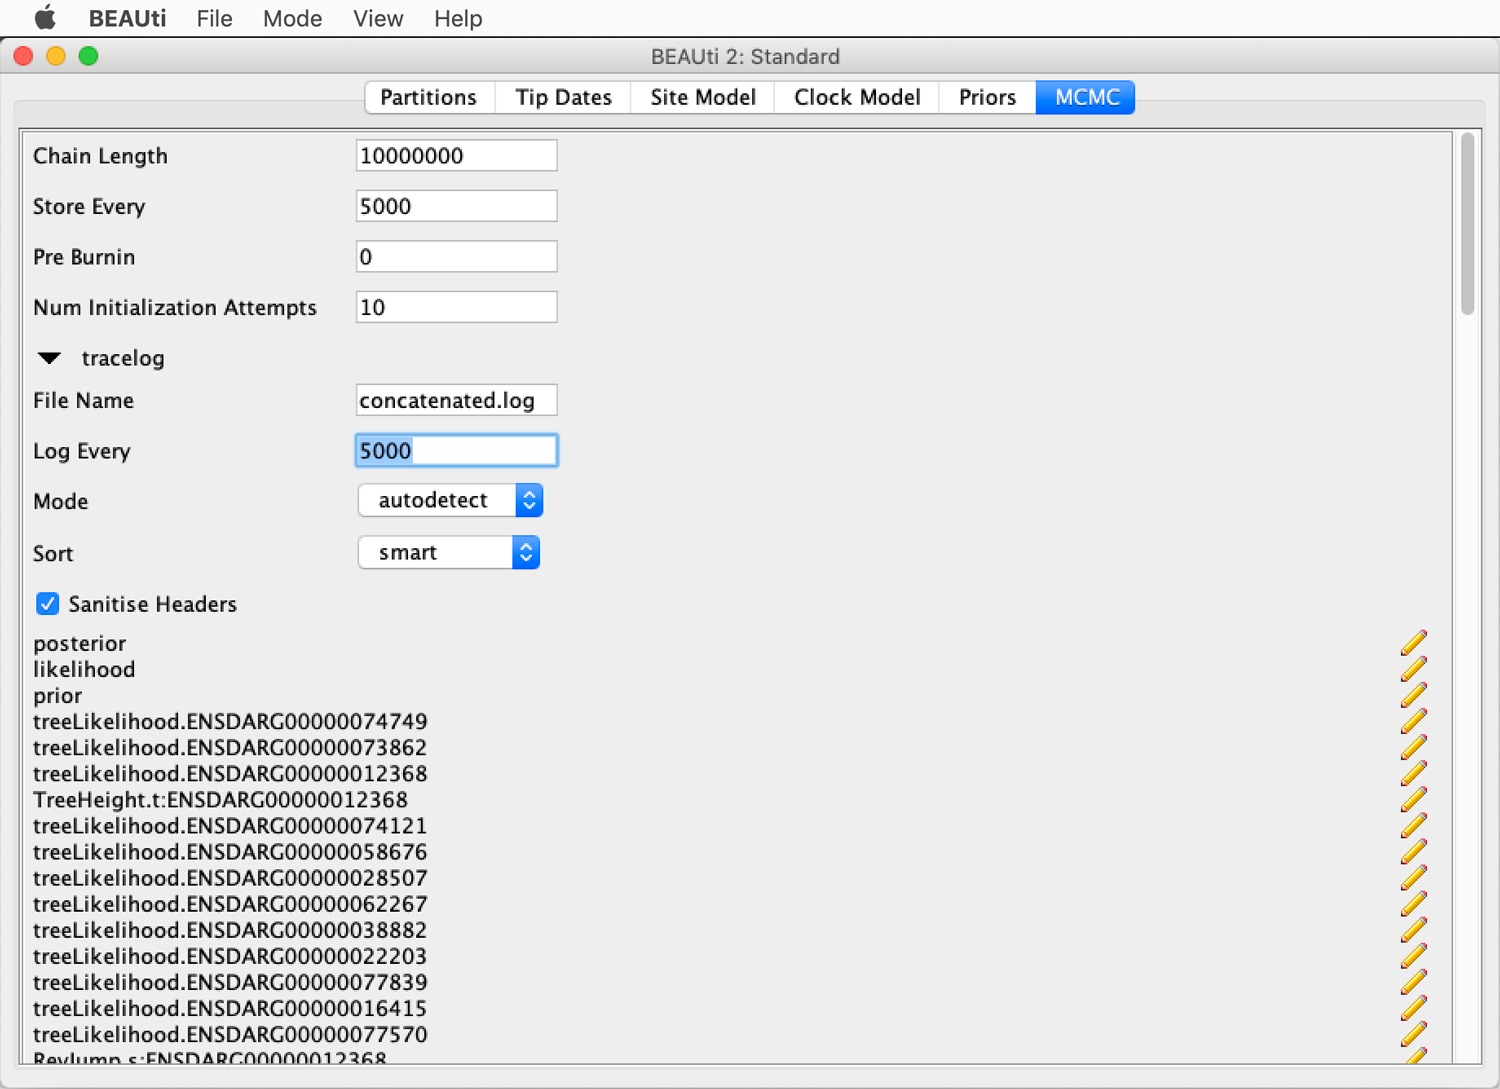 BEAUti File Mode View Help
BEAUti 2: Standard
Partitions Tip Dates Site Model Clock Model Priors MCMC
Chain Length 10000000
Store Every 5000
Pre Burnin 0
Num Initialization Attempts 10
tracelog
File Name concatenated.log
Log Every 5000
Mode autodetect
Sort smart
Sanitise Headers
posterior
likelihood
prior
treeLikelihood.ENSDARG00000074749
treeLikelihood.ENSDARG00000073862
treeLikelihood.ENSDARG00000012368
TreeHeight.t:ENSDARG00000012368
treeLikelihood.ENSDARG00000074121
treeLikelihood.ENSDARG00000058676
treeLikelihood.ENSDARG00000028507
treeLikelihood.ENSDARG00000062267
treeLikelihood.ENSDARG00000038882
treeLikelihood.ENSDARG00000022203
treeLikelihood.ENSDARG00000077839
treeLikelihood.ENSDARG00000016415
treeLikelihood.ENSDARG00000077570
RevJump.s:ENSDARG00000012368